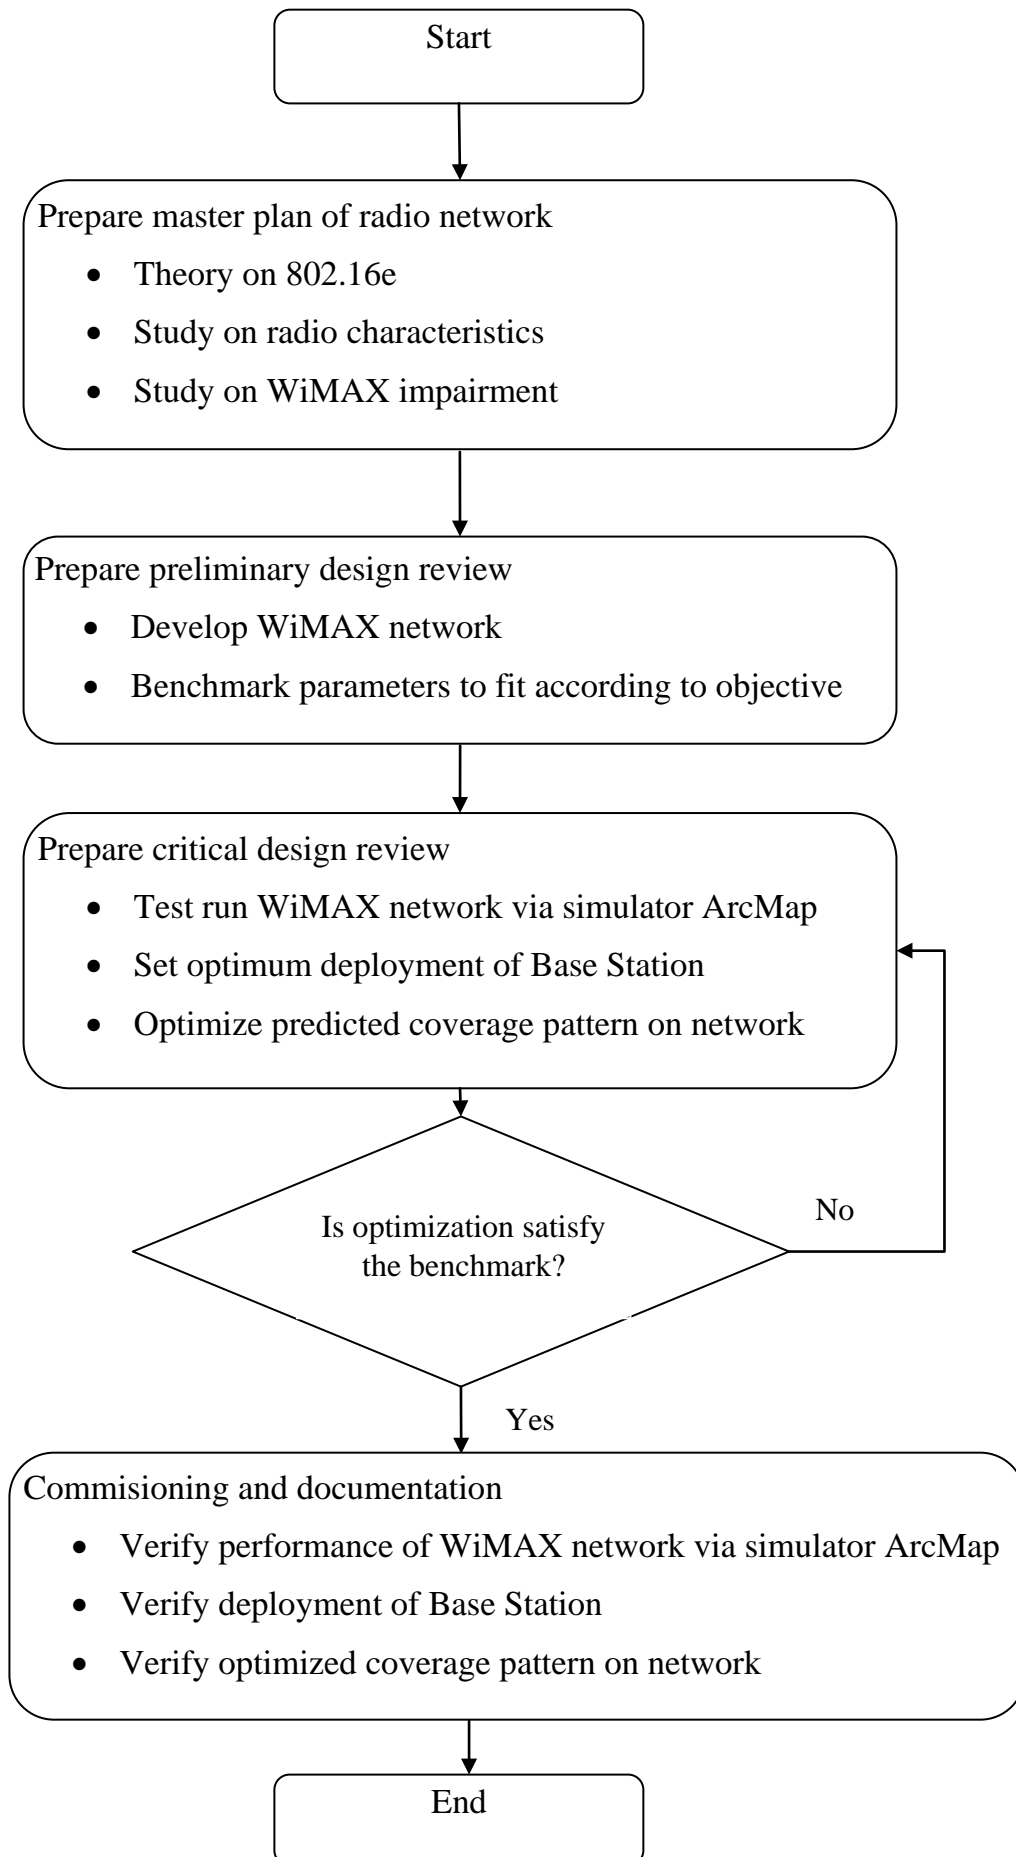 Start
Prepare master plan of radio network
• Theory on 802.16e
• Study on radio characteristics
• Study on WiMAX impairment
Prepare preliminary design review
• Develop WiMAX network
• Benchmark parameters to fit according to objective
Prepare critical design review
• Test run WiMAX network via simulator ArcMap
• Set optimum deployment of Base Station
• Optimize predicted coverage pattern on network
Is optimization satisfy
the benchmark?
No
Yes
Commisioning and documentation
• Verify performance of WiMAX network via simulator ArcMap
• Verify deployment of Base Station
• Verify optimized coverage pattern on network
End